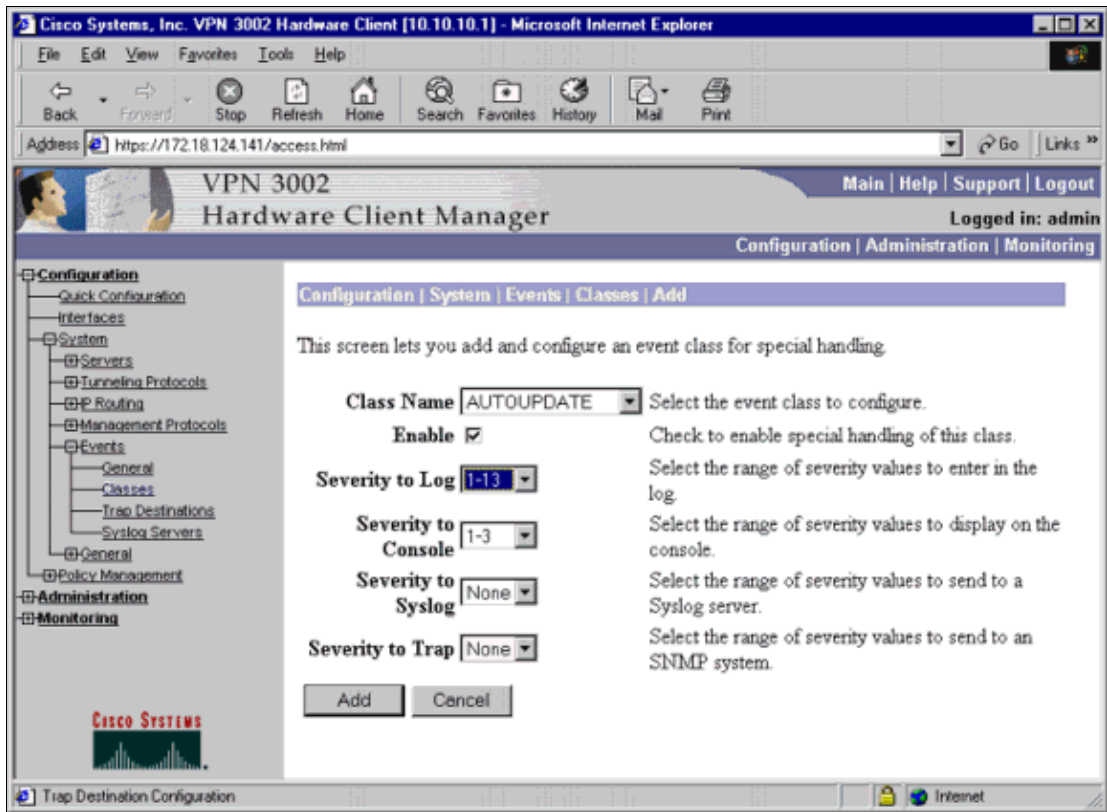 Cisco Systems, Inc. VPN 3002 Hardware Client [10.10.10.1] - Microsoft Internet Explorer
File Edit View Favorites Tools Help
Back Forward Stop Refresh Home Search Favorites History Mail Print
Address https://172.18.124.141/access.html Go Links »
VPN 3002
Hardware Client Manager
Main | Help | Support | Logout
Logged in: admin
Configuration | Administration | Monitoring
Configuration
Quick Configuration
Interfaces
System
Servers
Tunneling Protocols
IP Routing
Management Protocols
Events
General
Classes
Trap Destinations
Syslog Servers
General
Policy Management
Administration
Monitoring
CISCO SYSTEMS
Configuration | System | Events | Classes | Add
This screen lets you add and configure an event class for special handling.
Class Name AUTOUPDATE Select the event class to configure.
Enable Check to enable special handling of this class.
Severity to Log 1-13 Select the range of severity values to enter in the
log.
Severity to
Console 1-3 Select the range of severity values to display on the
console.
Severity to
Syslog None Select the range of severity values to send to a
Syslog server.
Severity to Trap None Select the range of severity values to send to an
SNMP system.
Add Cancel
Trap Destination Configuration Internet